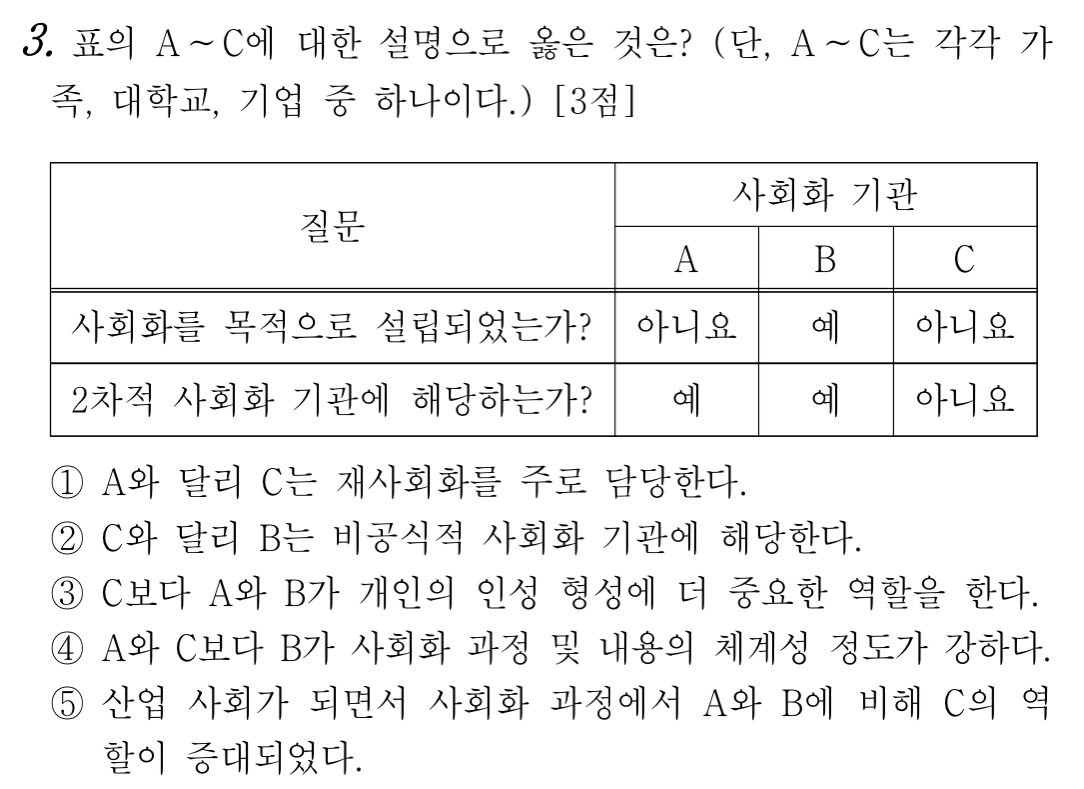 3. 표의 A~C에 대한 설명으로 옳은 것은? (단, A~C는 각각 가
족, 대학교, 기업 중 하나이다.) [3점]
질문
사회화 기관
A B C
사회화를 목적으로 설립되었는가? 아니요 예 아니요
2차적 사회화 기관에 해당하는가? 예 예 아니요
① A와 달리 C는 재사회화를 주로 담당한다.
② C와 달리 B는 비공식적 사회화 기관에 해당한다.
③ C보다 A와 B가 개인의 인성 형성에 더 중요한 역할을 한다.
④ A와 C보다 B가 사회화 과정 및 내용의 체계성 정도가 강하다.
⑤ 산업 사회가 되면서 사회화 과정에서 A와 B에 비해 C의 역
할이 증대되었다.